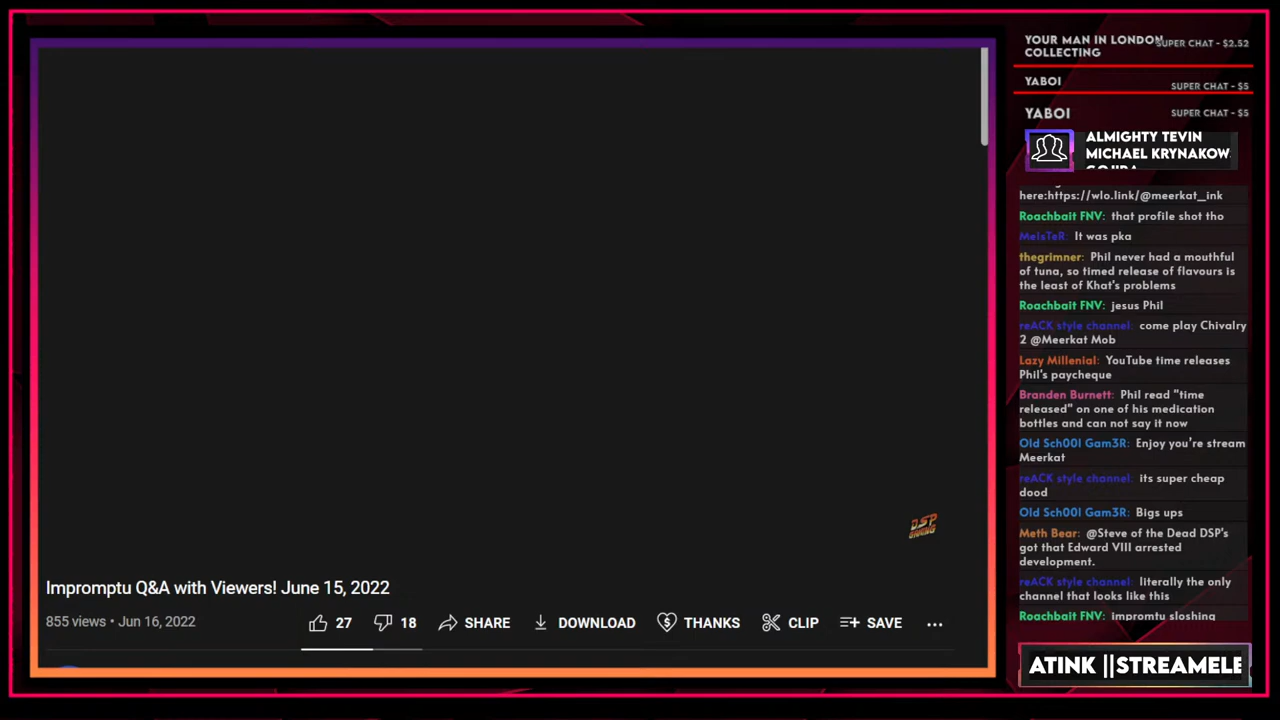 DSP
GAMING
Impromptu Q&A with Viewers! June 15, 2022
855 views • Jun 16, 2022
27
18
SHARE
DOWNLOAD
THANKS
CLIP
SAVE
YOUR MAN IN LONDON
COLLECTING
SUPER CHAT - $2.52
YABOI
SUPER CHAT - $5
YABOI
SUPER CHAT - $5
ALMIGHTY TEVIN
MICHAEL KRYNAKOW
GOJIRA
here:https://wlo.link/@meerkat_ink
Roachbait FNV: that profile shot tho
MeisTeR: It was pka
thegrimner: Phil never had a mouthful
of tuna, so timed release of flavours is
the least of Khat's problems
Roachbait FNV: jesus Phil
reACK style channel: come play Chivalry
2 @Meerkat Mob
Lazy Millenial: YouTube time releases
Phil's paycheque
Branden Burnett: Phil read "time
released" on one of his medication
bottles and can not say it now
Old Sch00l Gam3R: Enjoy you're stream
Meerkat
reACK style channel: its super cheap
dood
Old Sch00l Gam3R: Bigs ups
Meth Bear: @Steve of the Dead DSP's
got that Edward VIII arrested
development.
reACK style channel: literally the only
channel that looks like this
Roachbait FNV: impromtu sloshing
ATINK ||STREAMELE